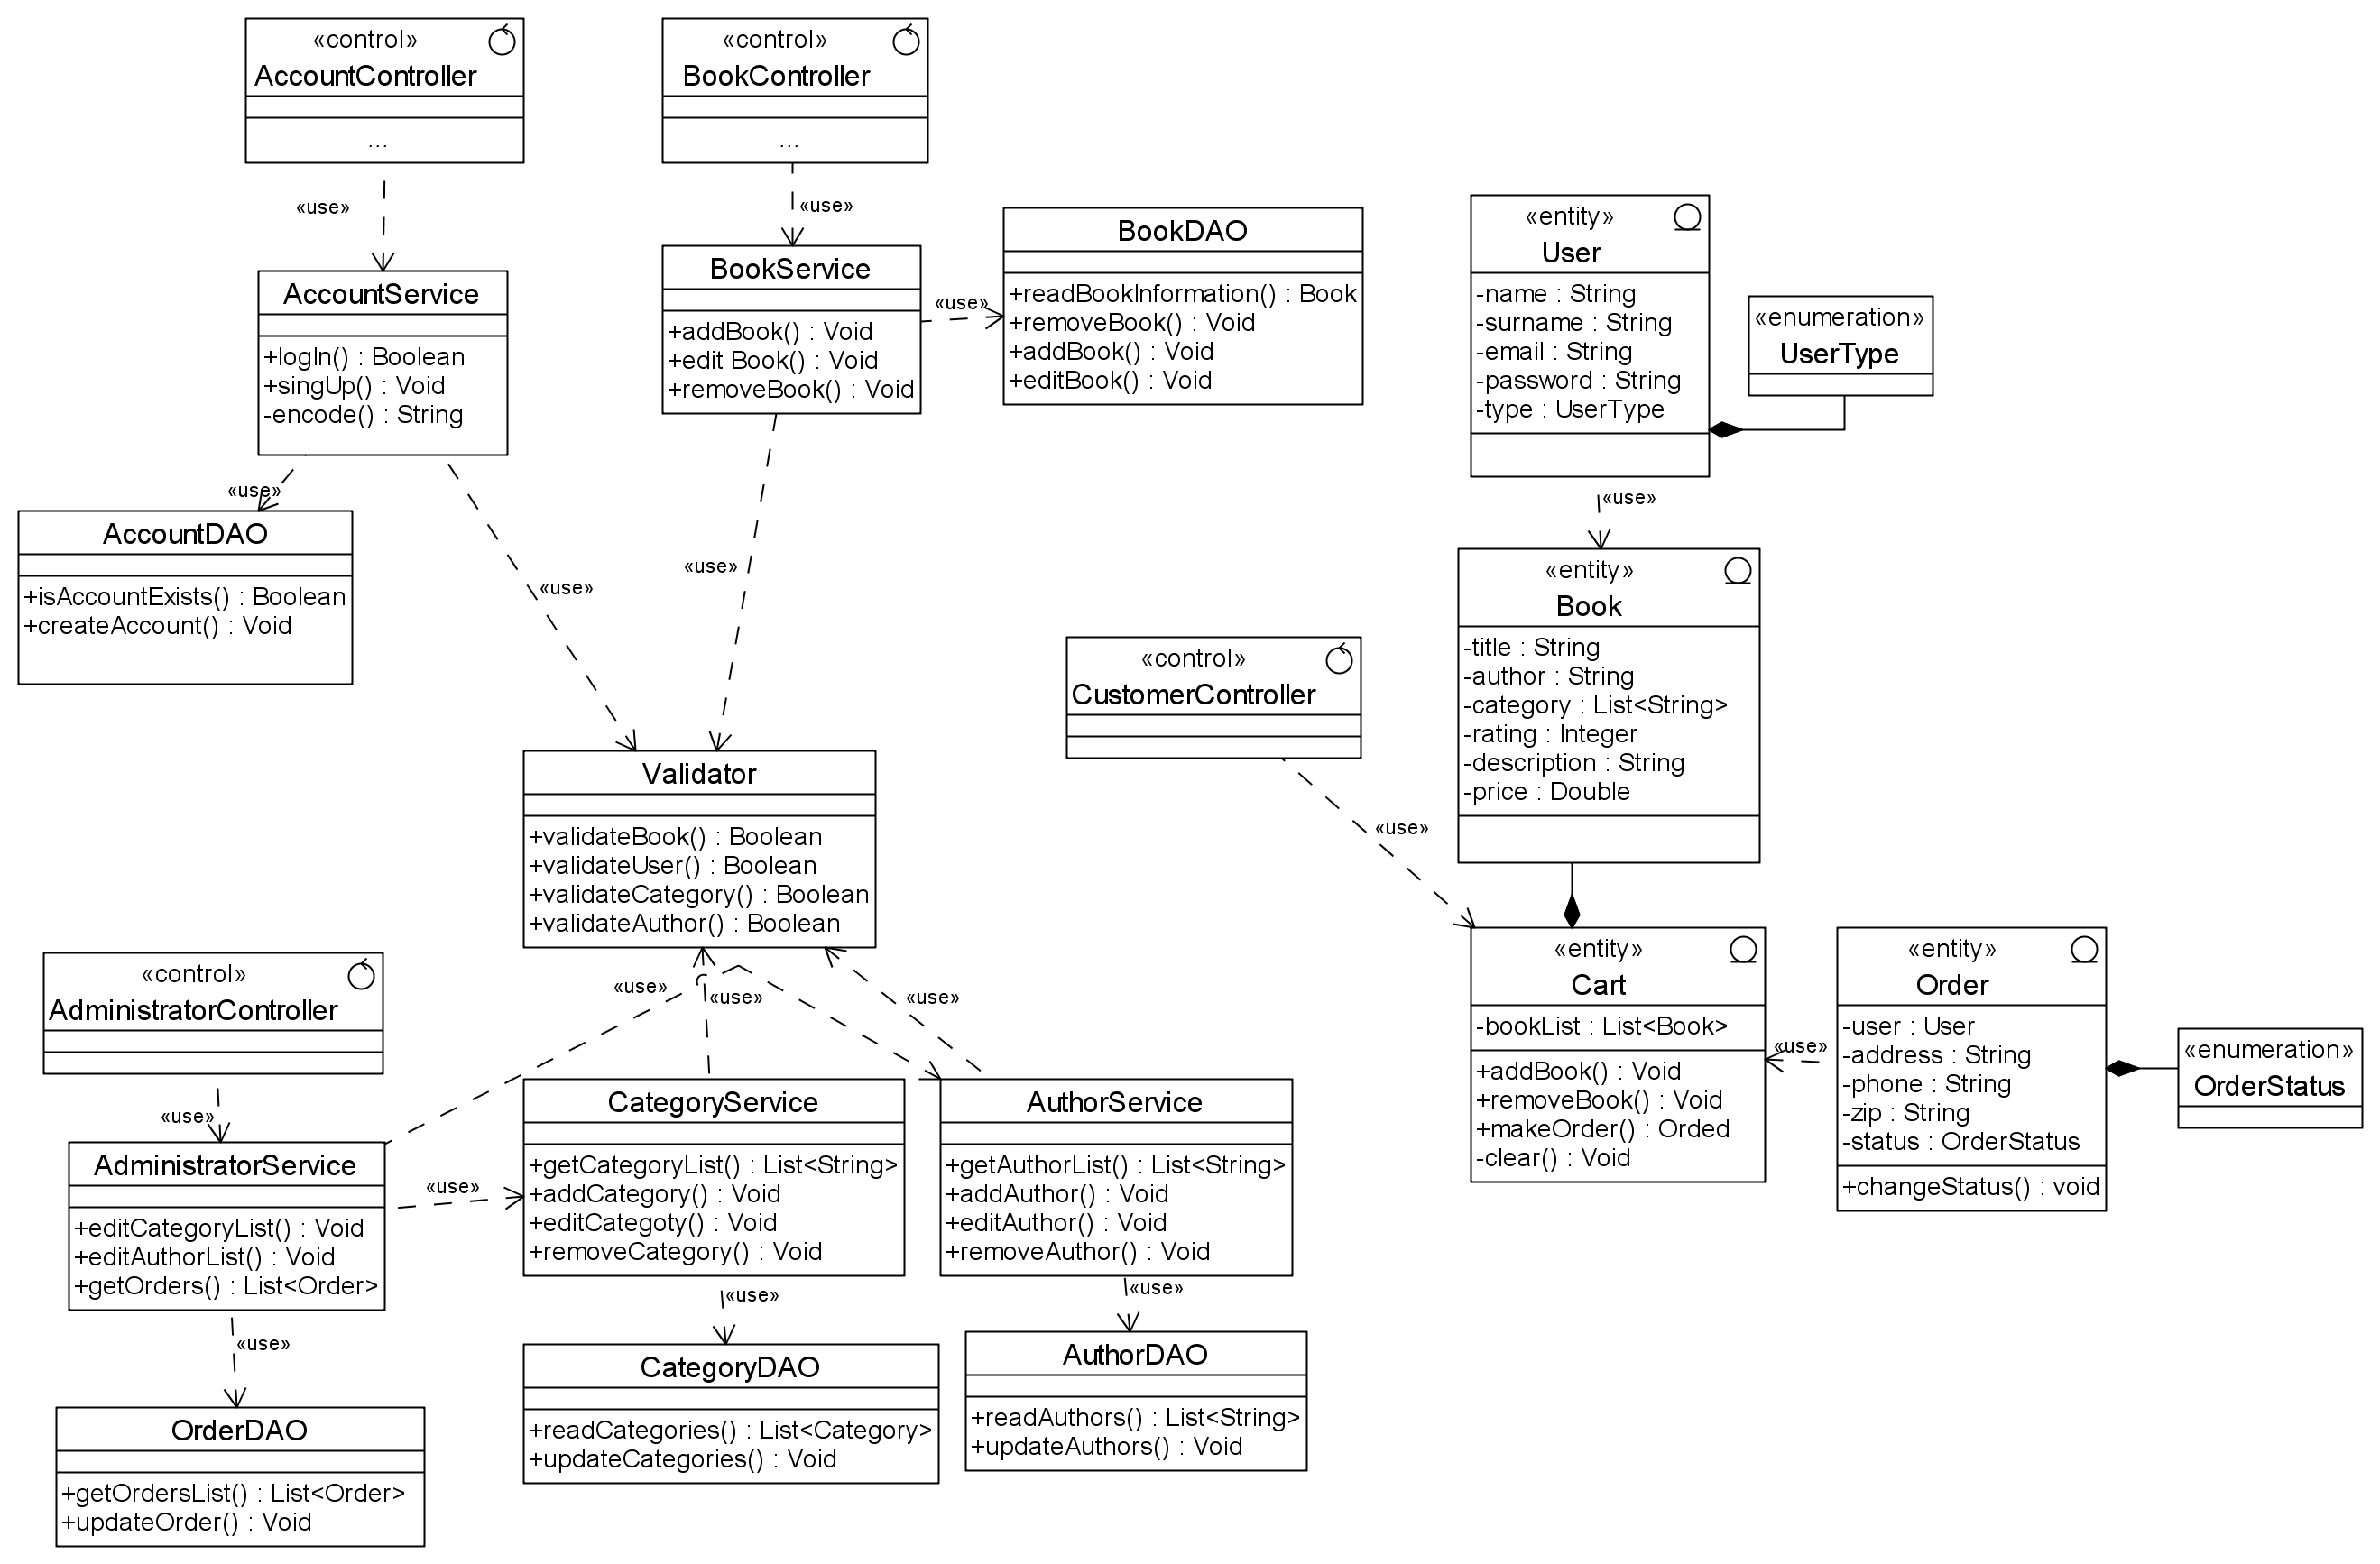 «control»
AccountController
...
«control»
BookController
...
«use»
«use»
AccountService
+logIn() : Boolean
+singUp() : Void
-encode() : String
BookService
+addBook() : Void
+edit Book() : Void
+removeBook() : Void
«use»
BookDAO
+readBookInformation() : Book
+removeBook() : Void
+addBook() : Void
+editBook() : Void
«entity»
User
-name : String
-surname : String
-email : String
-password : String
-type : UserType
«enumeration»
UserType
«use»
«use»
AccountDAO
+isAccountExists() : Boolean
+createAccount() : Void
«use»
«use»
«entity»
Book
-title : String
-author : String
-category : List<String>
-rating : Integer
-description : String
-price : Double
«control»
CustomerController
«use»
Validator
+validateBook() : Boolean
+validateUser() : Boolean
+validateCategory() : Boolean
+validateAuthor() : Boolean
«control»
AdministratorController
«use»
«use»
«use»
«entity»
Cart
-bookList : List<Book>
+addBook() : Void
+removeBook() : Void
+makeOrder() : Orded
-clear() : Void
«use»
«entity»
Order
-user : User
-address : String
-phone : String
-zip : String
-status : OrderStatus
+changeStatus() : void
«enumeration»
OrderStatus
«use»
AdministratorService
+editCategoryList() : Void
+editAuthorList() : Void
+getOrders() : List<Order>
«use»
CategoryService
+getCategoryList() : List<String>
+addCategory() : Void
+editCategoty() : Void
+removeCategory() : Void
AuthorService
+getAuthorList() : List<String>
+addAuthor() : Void
+editAuthor() : Void
+removeAuthor() : Void
«use»
«use»
«use»
OrderDAO
+getOrdersList() : List<Order>
+updateOrder() : Void
CategoryDAO
+readCategories() : List<Category>
+updateCategories() : Void
AuthorDAO
+readAuthors() : List<String>
+updateAuthors() : Void